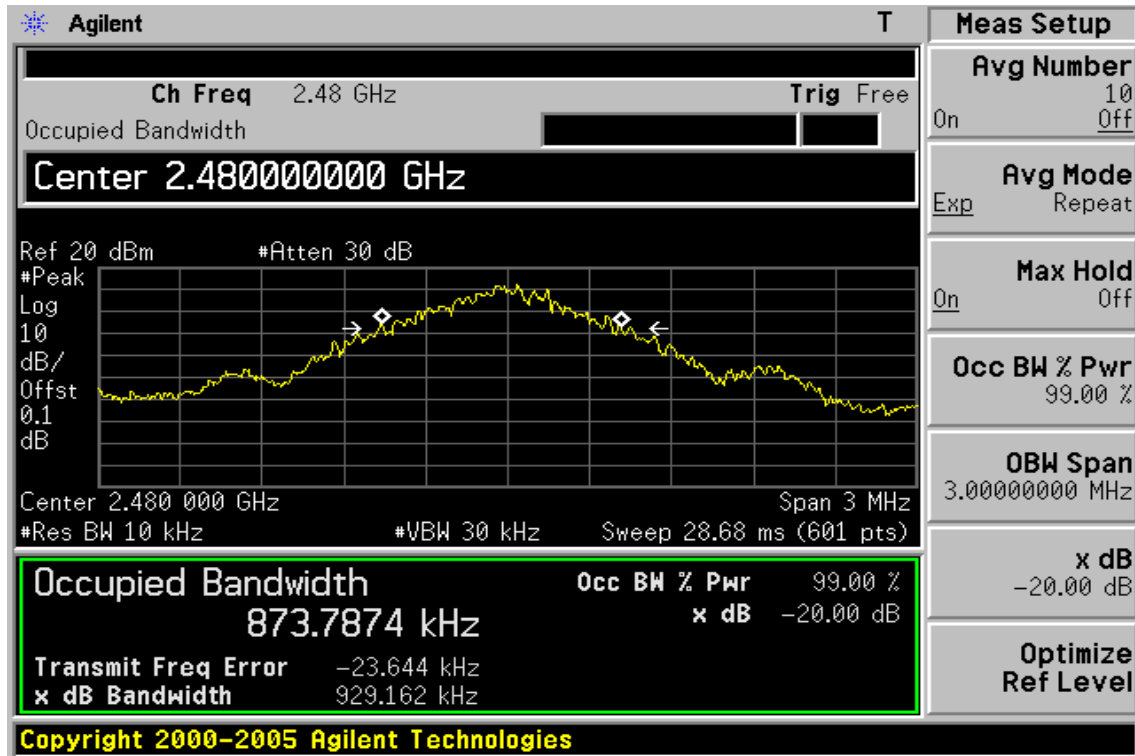 Agilent T
Ch Freq 2.48 GHz Trig Free
Occupied Bandwidth
Center 2.480000000 GHz
Ref 20 dBm #Atten 30 dB
#Peak
Log
10
dB/
Offst
0.1
dB
Center 2.480 000 GHz Span 3 MHz
#Res BW 10 kHz #VBW 30 kHz Sweep 28.68 ms (601 pts)
Occupied Bandwidth Occ BW % Pwr 99.00 %
873.7874 kHz x dB -20.00 dB
Transmit Freq Error -23.644 kHz
x dB Bandwidth 929.162 kHz
Meas Setup
Avg Number
10
On Off
Avg Mode
Exp Repeat
Max Hold
On Off
Occ BW % Pwr
99.00 %
OBW Span
3.00000000 MHz
x dB
-20.00 dB
Optimize
Ref Level
Copyright 2000-2005 Agilent Technologies